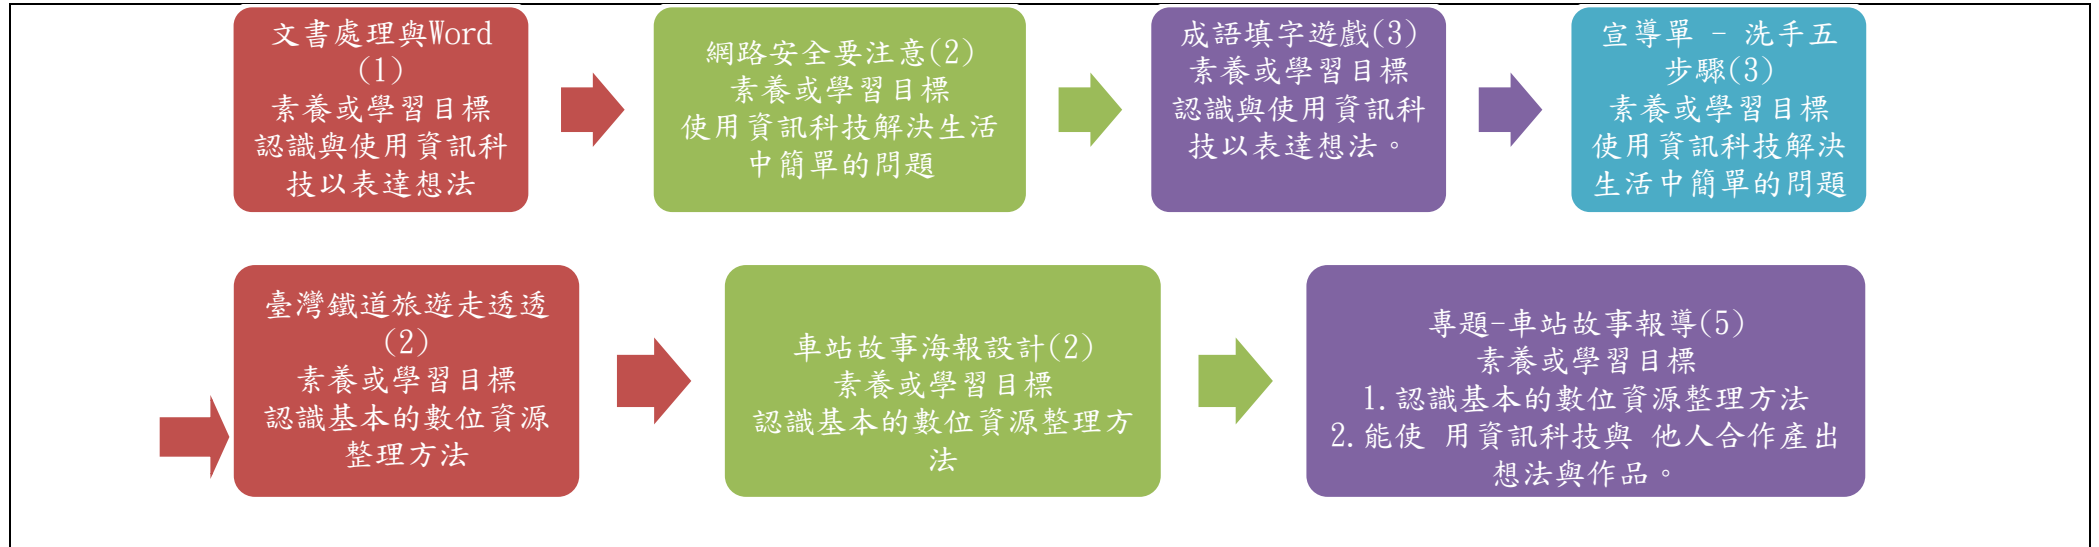 文書處理與Word
(1)
素養或學習目標
認識與使用資訊科
技以表達想法
網路安全要注意(2)
素養或學習目標
使用資訊科技解決生活
中簡單的問題
成語填字遊戲(3)
素養或學習目標
認識與使用資訊科
技以表達想法。
宣導單 - 洗手五
步驟(3)
素養或學習目標
使用資訊科技解決
生活中簡單的問題
臺灣鐵道旅遊走透透
(2)
素養或學習目標
認識基本的數位資源
整理方法
車站故事海報設計(2)
素養或學習目標
認識基本的數位資源整理方
法
專題-車站故事報導(5)
素養或學習目標
1.認識基本的數位資源整理方法
2.能使 用資訊科技與 他人合作產出
想法與作品。